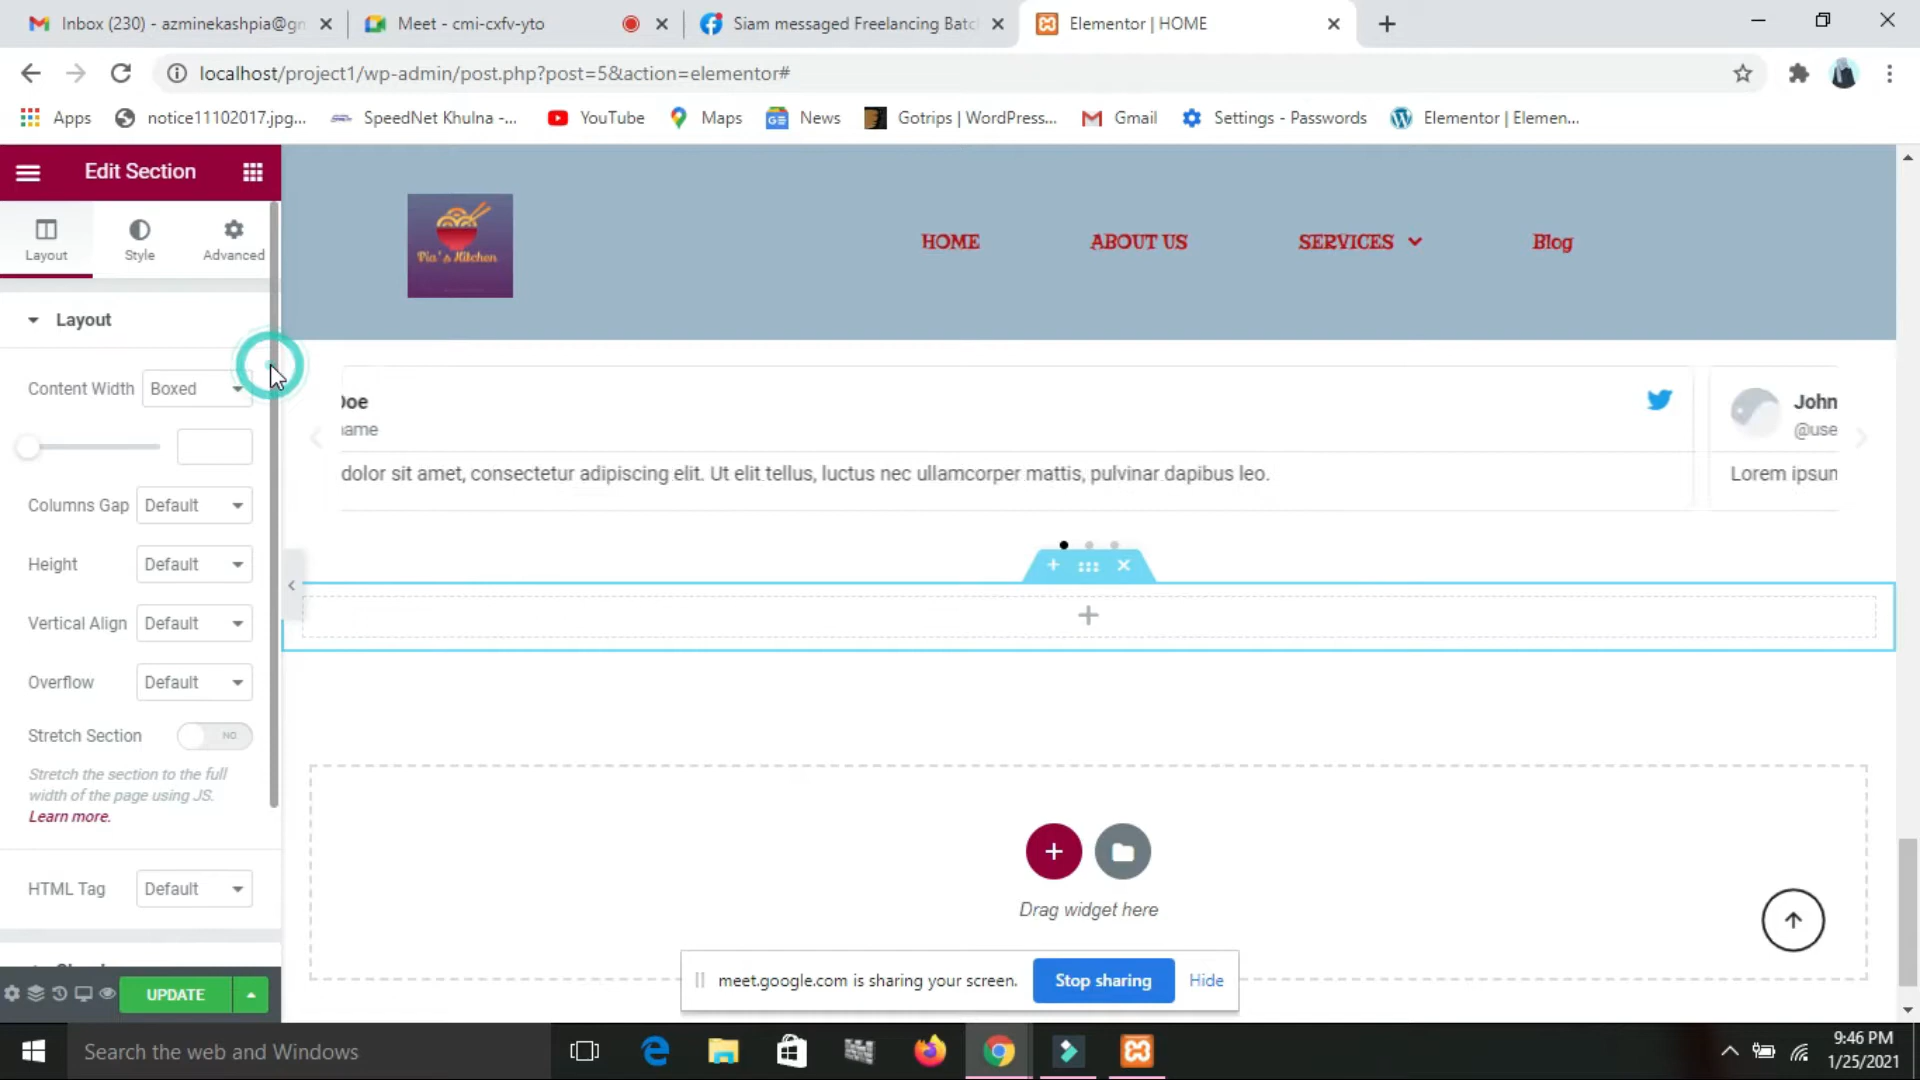 Inbox (230) - azminekashpia@gn
Meet - cmi-cxfv-yto
Siam messaged Freelancing Batc
Elementor | HOME
localhost/project1/wp-admin/post.php?post=5&action=elementor#
Apps
notice11102017.jpg...
SpeedNet Khulna -...
YouTube
Maps
News
Gotrips | WordPress...
Gmail
Settings - Passwords
Elementor | Elemen...
Edit Section
Layout
Style
Advanced
Pia's Kitchen
HOME
ABOUT US
SERVICES
Blog
Layout
Content Width
Boxed
Columns Gap
Default
Height
Default
Vertical Align
Default
Overflow
Default
Stretch Section
NO
Stretch the section to the full
width of the page using JS.
Learn more.
HTML Tag
Default
UPDATE
Doe
name
dolor sit amet, consectetur adipiscing elit. Ut elit tellus, luctus nec ullamcorper mattis, pulvinar dapibus leo.
John
@use
Lorem ipsum
Drag widget here
meet.google.com is sharing your screen.
Stop sharing
Hide
Search the web and Windows
9:46 PM
1/25/2021